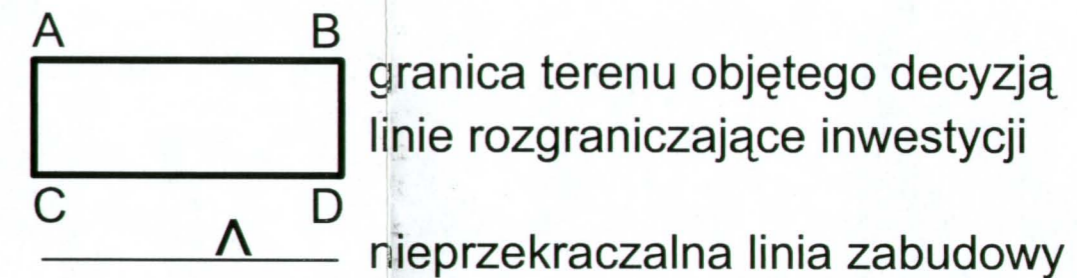 A B
granica terenu objętego decyzją
linie rozgraniczające inwestycji
C D
nieprzekraczalna linia zabudowy